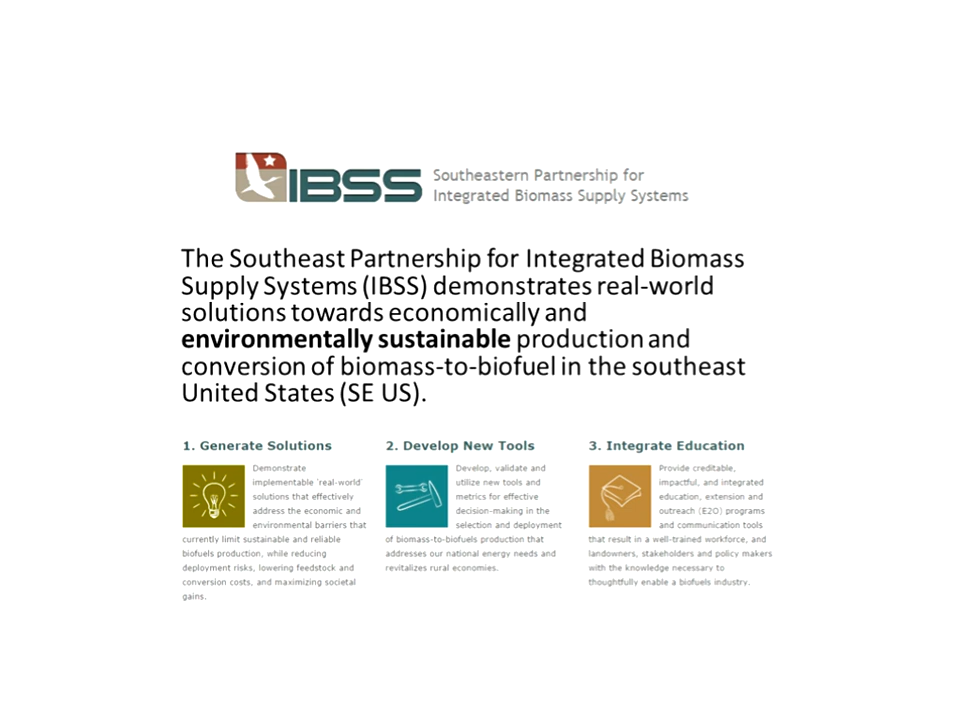 IBSS
Southeastern Partnership for
Integrated Biomass Supply Systems
The Southeast Partnership for Integrated Biomass
Supply Systems (IBSS) demonstrates real-world
solutions towards economically and
environmentally sustainable production and
conversion of biomass-to-biofuel in the southeast
United States (SE US).
1. Generate Solutions
Demonstrate
implementable 'real-world'
solutions that effectively
address the economic and
environmental barriers that
currently limit sustainable and reliable
biofuels production, while reducing
deployment risks, lowering feedstock and
conversion costs, and maximizing societal
gains.
2. Develop New Tools
Develop, validate and
utilize new tools and
metrics for effective
decision-making in the
selection and deployment
of biomass-to-biofuels production that
addresses our national energy needs and
revitalizes rural economies.
3. Integrate Education
Provide creditable,
impactful, and integrated
education, extension and
outreach (E2O) programs
and communication tools
that result in a well-trained workforce, and
landowners, stakeholders and policy makers
with the knowledge necessary to
thoughtfully enable a biofuels industry.